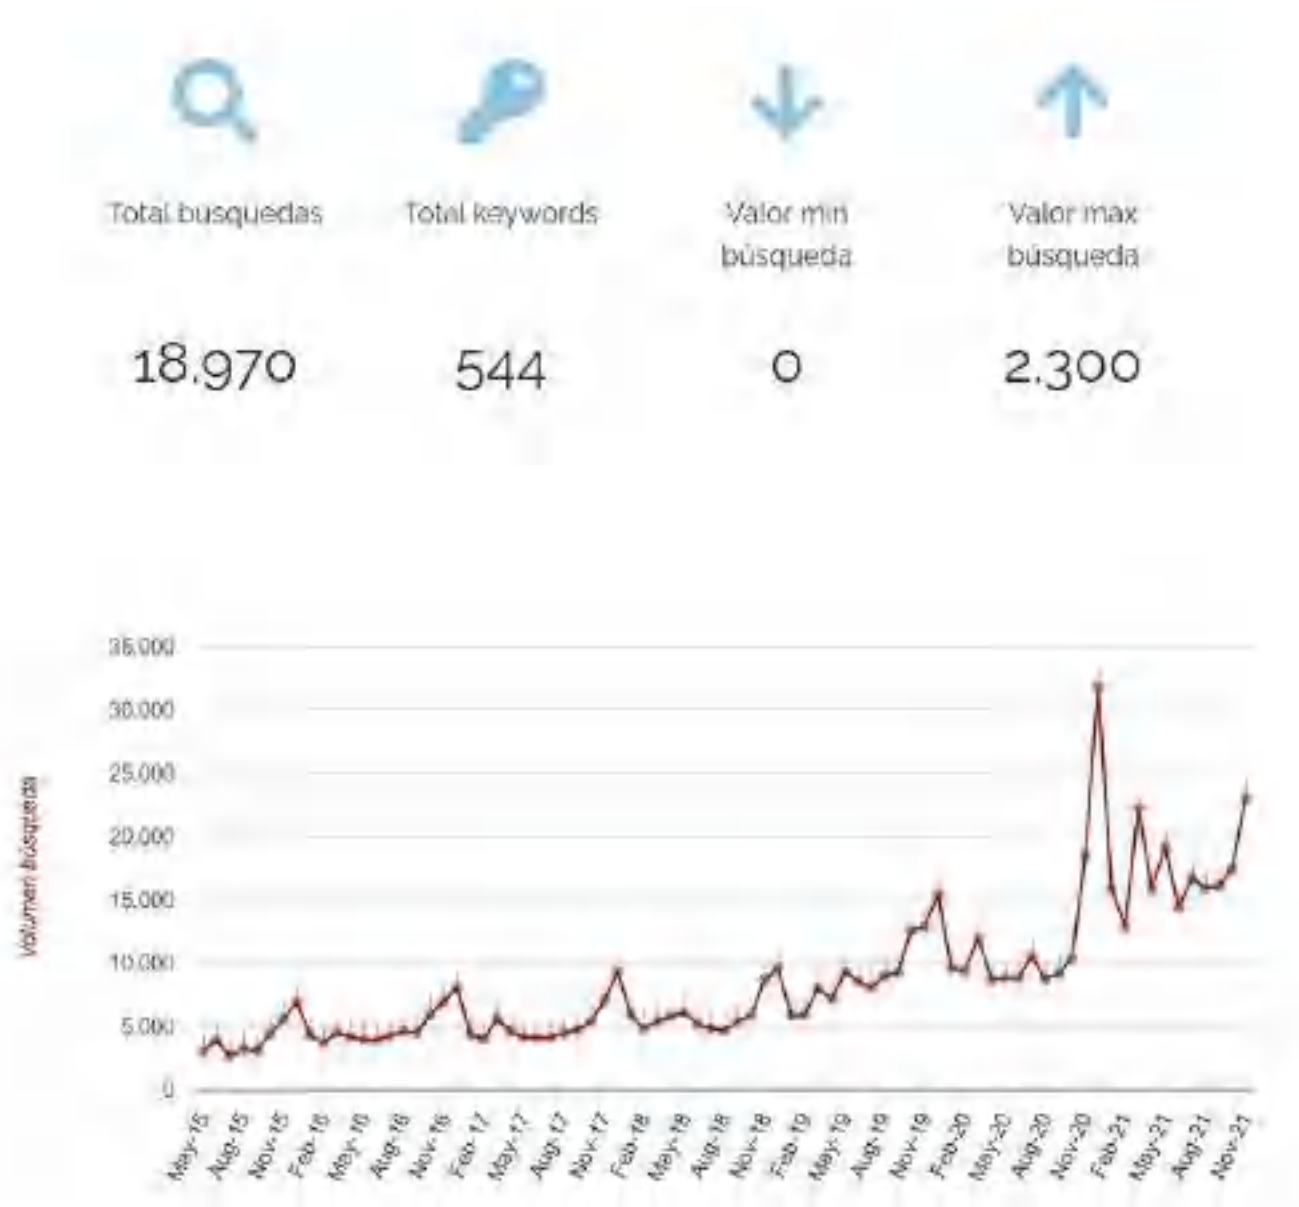 Total busquedas
Total keywords
Valor min
búsqueda
Valor max
búsqueda
18.970
544
0
2.300
35.000
30.000
25.000
20.000
15.000
10.000
5.000
0
Volumen búsqueda
May-15
Aug-15
Nov-15
Feb-16
May-16
Aug-16
Nov-16
Feb-17
May-17
Aug-17
Nov-17
Feb-18
May-18
Aug-18
Nov-18
Feb-19
May-19
Aug-19
Nov-19
Feb-20
May-20
Aug-20
Nov-20
Feb-21
May-21
Aug-21
Nov-21